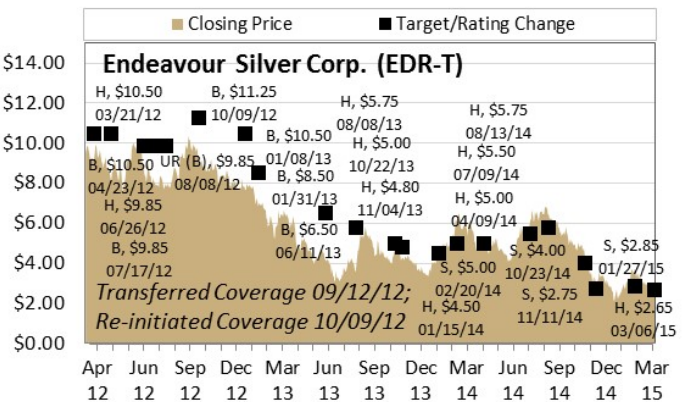 Closing Price
Target/Rating Change
Endeavour Silver Corp. (EDR-T)
$14.00
$12.00
$10.00
$8.00
$6.00
$4.00
$2.00
$0.00
H, $10.50
03/21/12
B, $10.50
04/23/12
H, $9.85
06/26/12
B, $9.85
07/17/12
UR (B), $9.85
08/08/12
B, $11.25
10/09/12
B, $10.50
01/08/13
B, $8.50
01/31/13
B, $6.50
06/11/13
H, $5.75
08/08/13
H, $5.00
10/22/13
H, $4.80
11/04/13
H, $4.50
01/15/14
S, $5.00
02/20/14
H, $5.00
04/09/14
H, $5.50
07/09/14
H, $5.75
08/13/14
S, $4.00
10/23/14
S, $2.75
11/11/14
S, $2.85
01/27/15
H, $2.65
03/06/15
Transferred Coverage 09/12/12;
Re-initiated Coverage 10/09/12
Apr Jun Sep Dec Mar Jun Sep Dec Mar Jun Sep Dec Mar
12 12 12 12 13 13 13 13 14 14 14 14 15